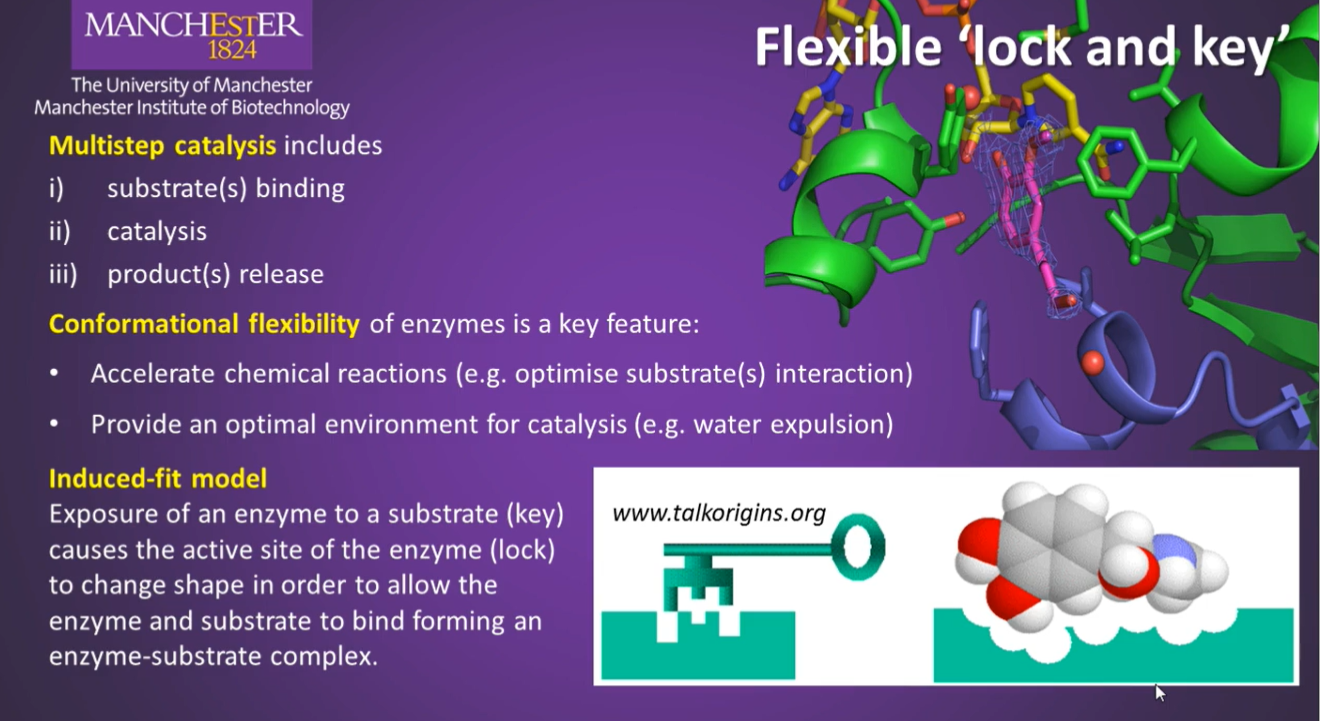 MANCHESTER
1824
The University of Manchester
Manchester Institute of Biotechnology
Flexible ‘lock and key’
Multistep catalysis includes
i) substrate(s) binding
ii) catalysis
iii) product(s) release
Conformational flexibility of enzymes is a key feature:
• Accelerate chemical reactions (e.g. optimise substrate(s) interaction)
• Provide an optimal environment for catalysis (e.g. water expulsion)
Induced-fit model
Exposure of an enzyme to a substrate (key)
causes the active site of the enzyme (lock)
to change shape in order to allow the
enzyme and substrate to bind forming an
enzyme-substrate complex.
www.talkorigins.org